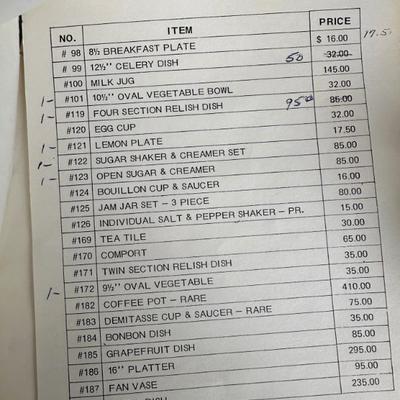 NO. ITEM PRICE
# 98 8½ BREAKFAST PLATE $ 16.00 17.5
# 99 12½'' CELERY DISH 50 32.00
#100 MILK JUG 145.00
1- #101 10½'' OVAL VEGETABLE BOWL 32.00
1- #119 FOUR SECTION RELISH DISH 95 85.00
#120 EGG CUP 32.00
1- #121 LEMON PLATE 17.50
1- #122 SUGAR SHAKER & CREAMER SET 85.00
1- #123 OPEN SUGAR & CREAMER 85.00
#124 BOUILLON CUP & SAUCER 16.00
#125 JAM JAR SET – 3 PIECE 80.00
#126 INDIVIDUAL SALT & PEPPER SHAKER – PR. 15.00
#169 TEA TILE 30.00
#170 COMPORT 65.00
#171 TWIN SECTION RELISH DISH 35.00
1- #172 9½'' OVAL VEGETABLE 35.00
#182 COFFEE POT – RARE 410.00
#183 DEMITASSE CUP & SAUCER – RARE 75.00
#184 BONBON DISH 35.00
#185 GRAPEFRUIT DISH 85.00
#186 16'' PLATTER 295.00
#187 FAN VASE 95.00
235.00